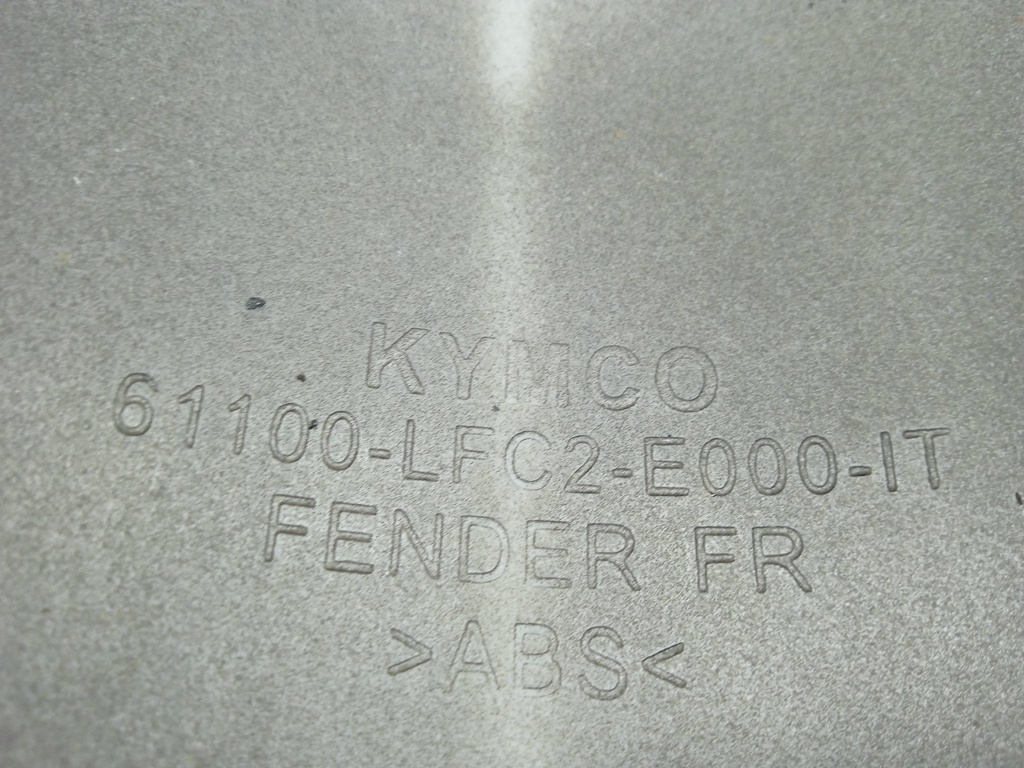 KYMCO
61100-LFC2-E000-IT
FENDER FR
>ABS<